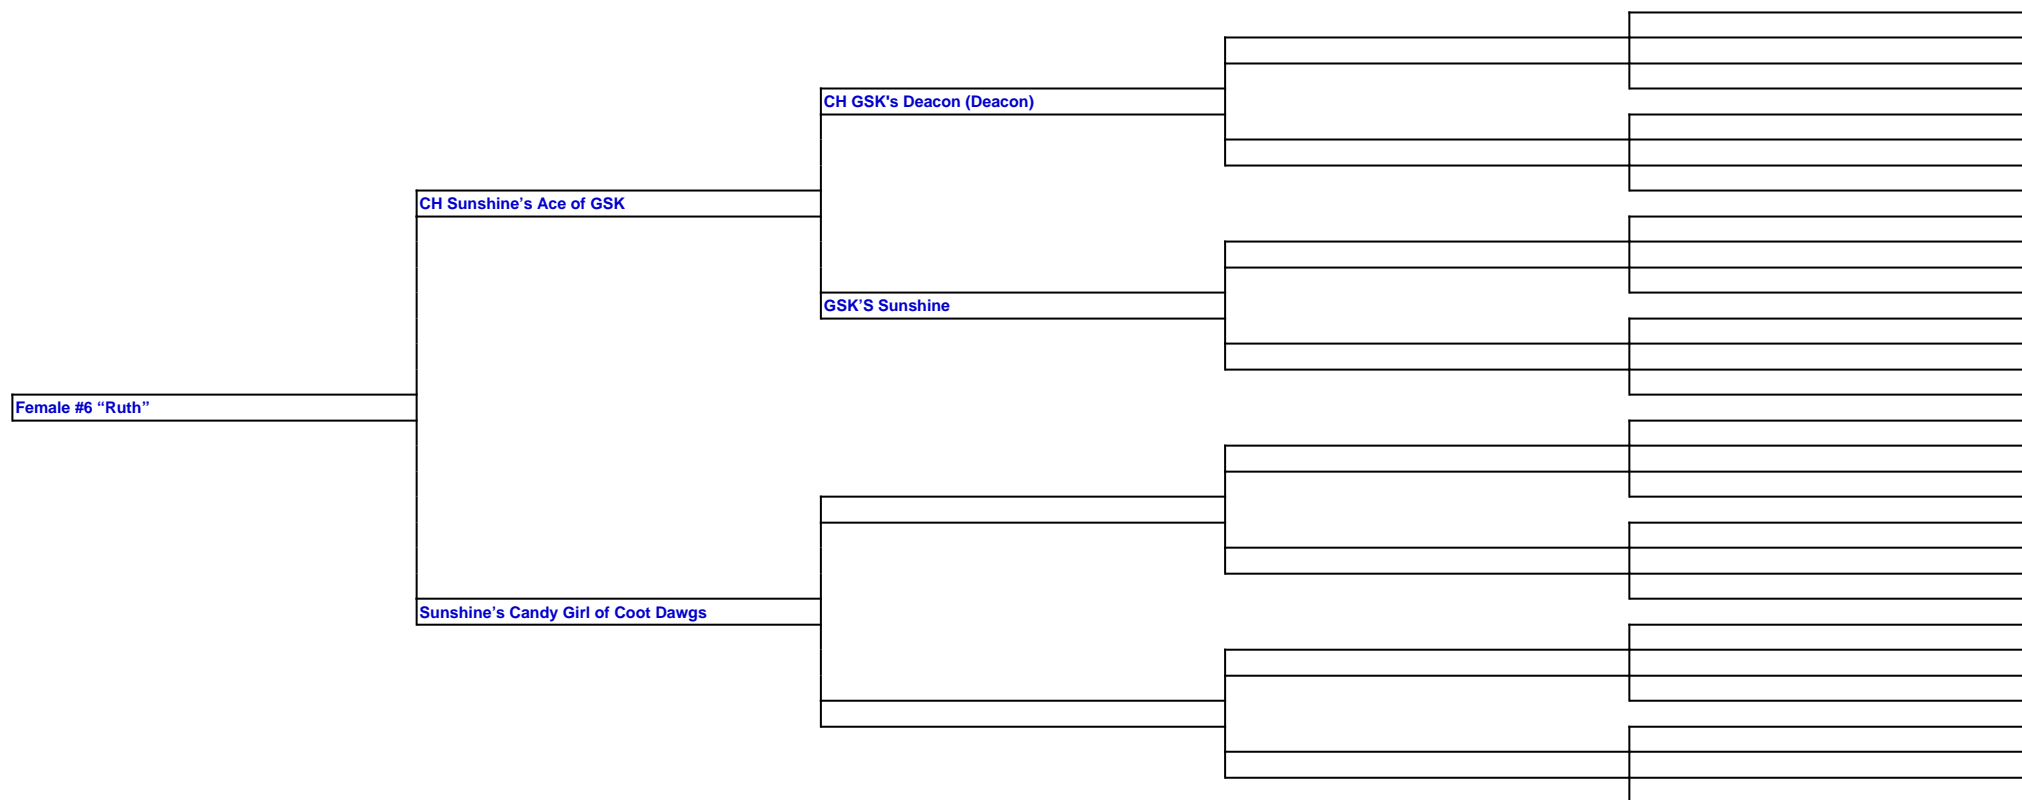 CH GSK's Deacon (Deacon)
CH Sunshine’s Ace of GSK
GSK’S Sunshine
Female #6 “Ruth”
Sunshine’s Candy Girl of Coot Dawgs